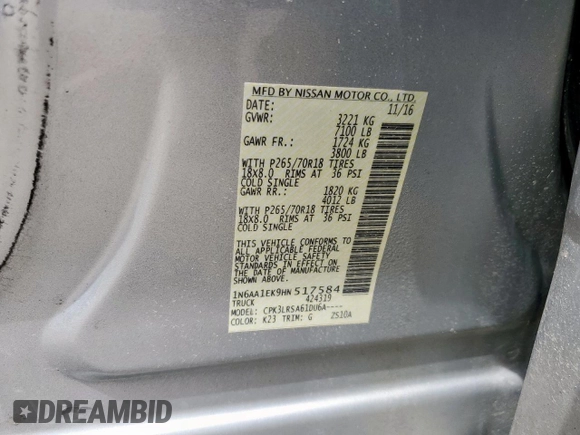 MFD BY NISSAN MOTOR CO., LTD.
DATE: 11/16
GVWR: 3221 KG
7100 LB
GAWR FR.: 1724 KG
3800 LB
WITH P265/70R18 TIRES
18X8.0 RIMS AT 36 PSI
COLD SINGLE
GAWR RR.: 1820 KG
4012 LB
WITH P265/70R18 TIRES
18X8.0 RIMS AT 36 PSI
COLD SINGLE
THIS VEHICLE CONFORMS TO
ALL APPLICABLE FEDERAL
MOTOR VEHICLE SAFETY
STANDARDS IN EFFECT ON
THE DATE OF MANUFACTURE
SHOWN ABOVE.
1N6AA1EK9HN517584
TRUCK 424319
MODEL: CPK3LRSA61DU6A----
COLOR: K23 TRIM: G ZS10A
DREAMBID